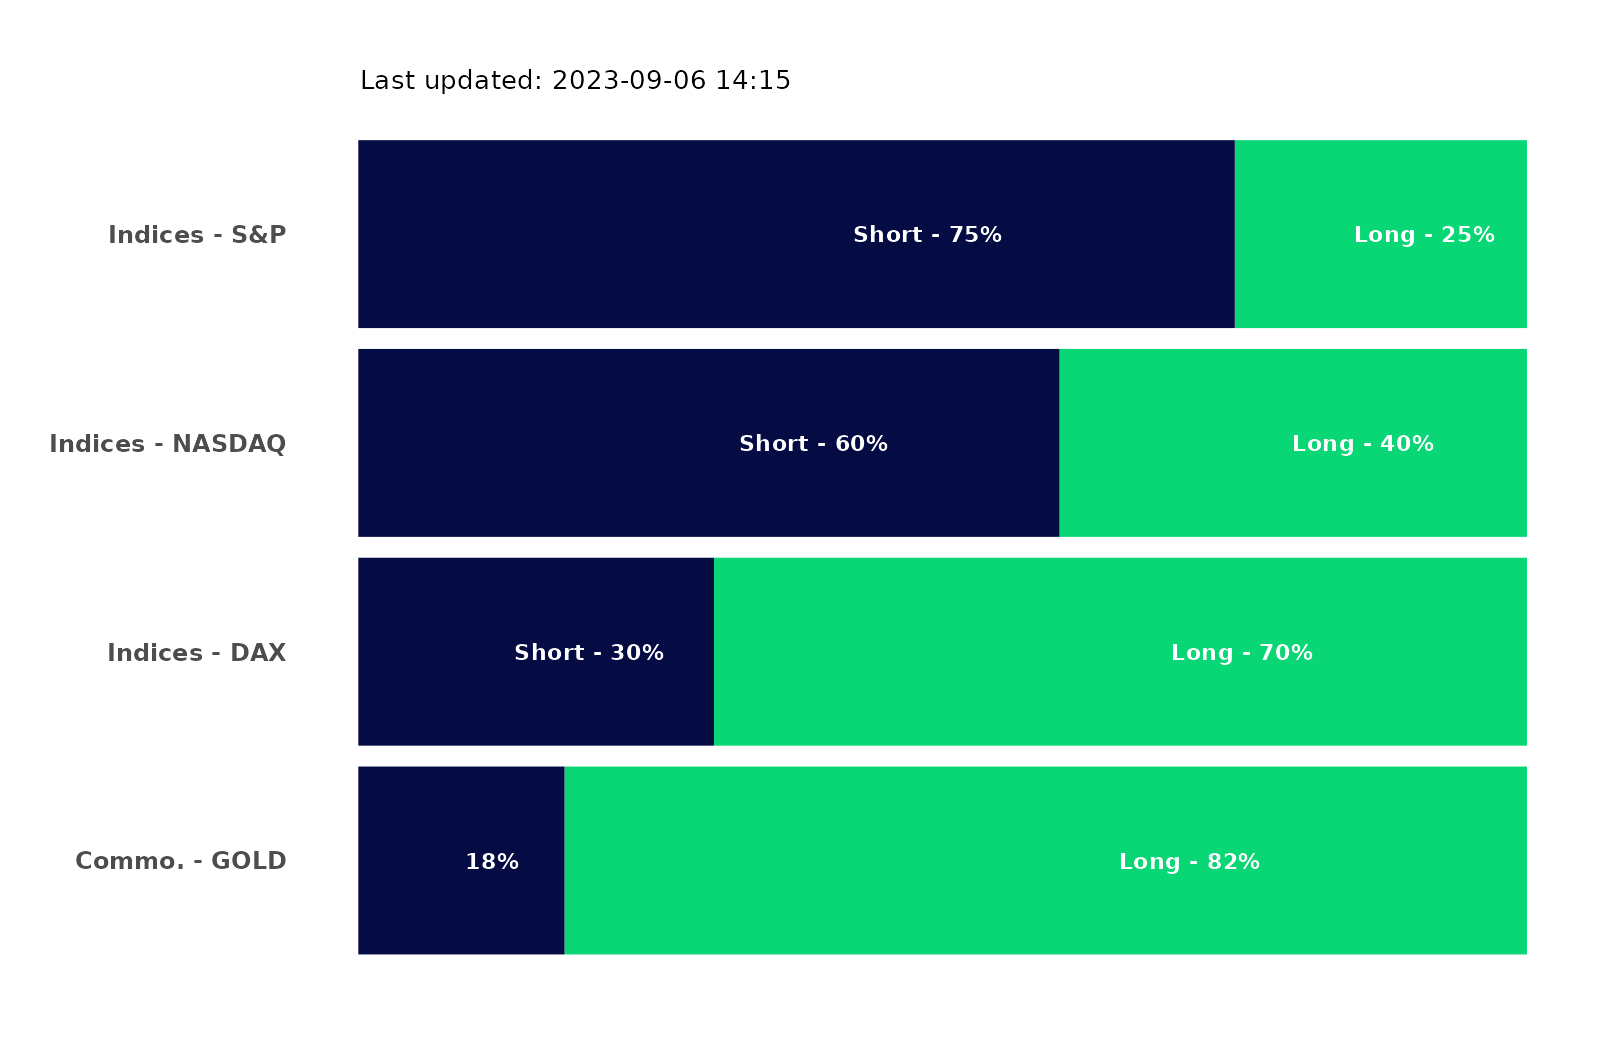 Last updated: 2023-09-06 14:15
Indices - S&P Short - 75% Long - 25%
Indices - NASDAQ Short - 60% Long - 40%
Indices - DAX Short - 30% Long - 70%
Commo. - GOLD 18% Long - 82%